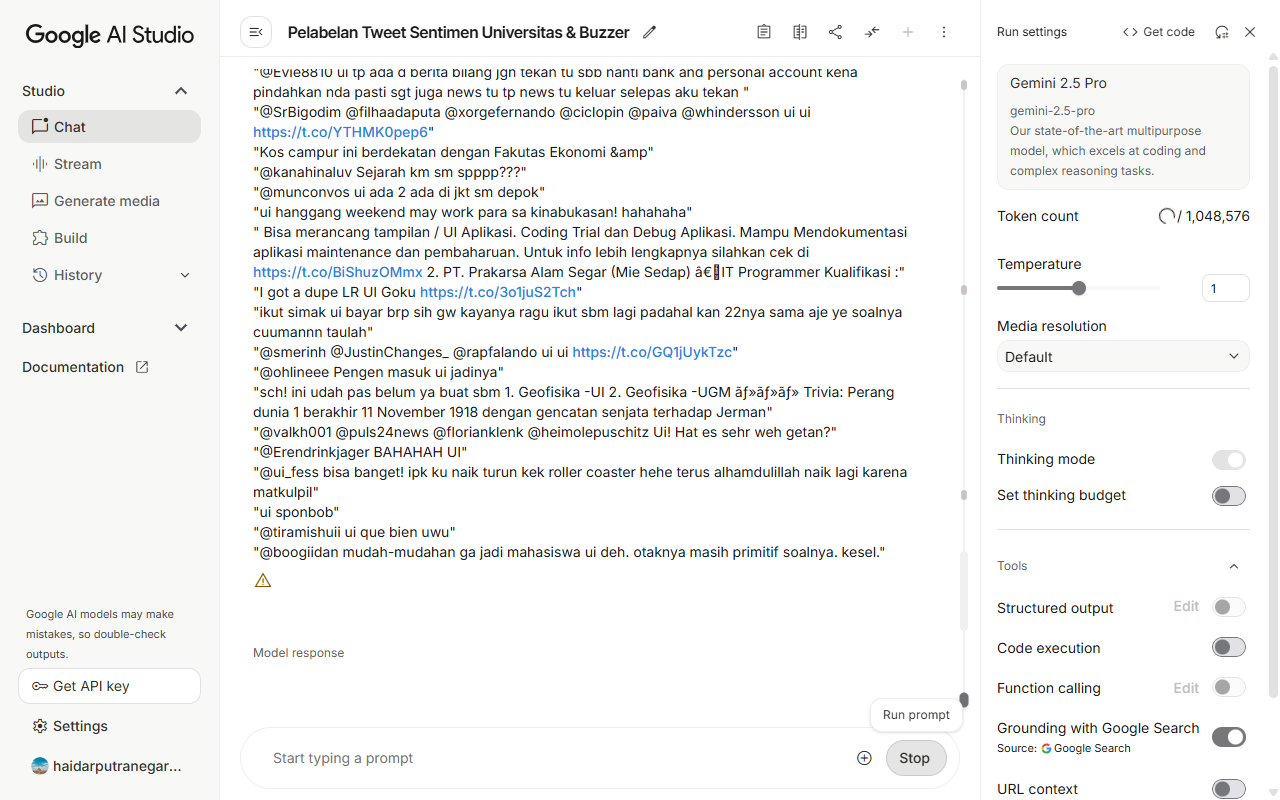 Google AI Studio
Studio
Chat
Stream
Generate media
Build
History
Dashboard
Documentation
Google AI models may make
mistakes, so double-check
outputs.
Get API key
Settings
haidarputranegar...
Pelabelan Tweet Sentimen Universitas & Buzzer
"@Evie8810 ui tp ada d berita bilang jgn tekan tu sbb nanti bank and personal account kena
pindahkan nda pasti sgt juga news tu tp news tu keluar selepas aku tekan "
"@SrBigodim @filhaadaputa @xorgefernando @ciclopin @paiva @whindersson ui ui
https://t.co/YTHMK0pep6"
"Kos campur ini berdekatan dengan Fakutas Ekonomi &amp"
"@kanahinaluv Sejarah km sm spppp???"
"@munconvos ui ada 2 ada di jkt sm depok"
"ui hanggang weekend may work para sa kinabukasan! hahahaha"
" Bisa merancang tampilan / UI Aplikasi. Coding Trial dan Debug Aplikasi. Mampu Mendokumentasi
aplikasi maintenance dan pembaharuan. Untuk info lebih lengkapnya silahkan cek di
https://t.co/BiShuzOMmx 2. PT. Prakarsa Alam Segar (Mie Sedap) â€IT Programmer Kualifikasi :"
"I got a dupe LR UI Goku https://t.co/3o1juS2Tch"
"ikut simak ui bayar brp sih gw kayanya ragu ikut sbm lagi padahal kan 22nya sama aje ye soalnya
cuumannn taulah"
"@smerinh @JustinChanges_ @rapfalando ui ui https://t.co/GQ1jUykTzc"
"@ohlineee Pengen masuk ui jadinya"
"sch! ini udah pas belum ya buat sbm 1. Geofisika -UI 2. Geofisika -UGM ãƒ»ãƒ»ãƒ» Trivia: Perang
dunia 1 berakhir 11 November 1918 dengan gencatan senjata terhadap Jerman"
"@valkh001 @puls24news @florianklenk @heimolepuschitz Ui! Hat es sehr weh getan?"
"@Erendrinkjager BAHAHAH UI"
"@ui_fess bisa banget! ipk ku naik turun kek roller coaster hehe terus alhamdulillah naik lagi karena
matkulpil"
"ui sponbob"
"@tiramishuii ui que bien uwu"
"@boogiidan mudah-mudahan ga jadi mahasiswa ui deh. otaknya masih primitif soalnya. kesel."
Model response
Run prompt
Start typing a prompt
Stop
Run settings
Get code
Gemini 2.5 Pro
gemini-2.5-pro
Our state-of-the-art multipurpose
model, which excels at coding and
complex reasoning tasks.
Token count / 1,048,576
Temperature
1
Media resolution
Default
Thinking
Thinking mode
Set thinking budget
Tools
Structured output Edit
Code execution
Function calling Edit
Grounding with Google Search
Source: Google Search
URL context